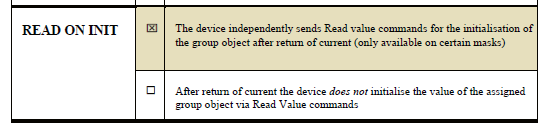 READ ON INIT
☒ The device independently sends Read value commands for the initialisation of
the group object after return of current (only available on certain masks)
☐ After return of current the device does not initialise the value of the assigned
group object via Read Value commands